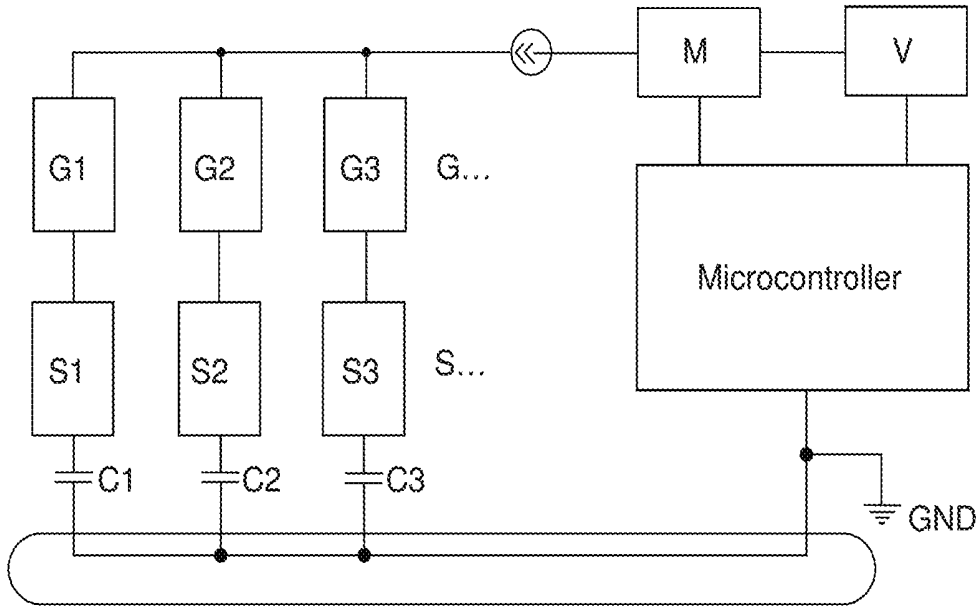 M
V
G1
G2
G3
G...
Microcontroller
S1
S2
S3
S...
C1
C2
C3
GND